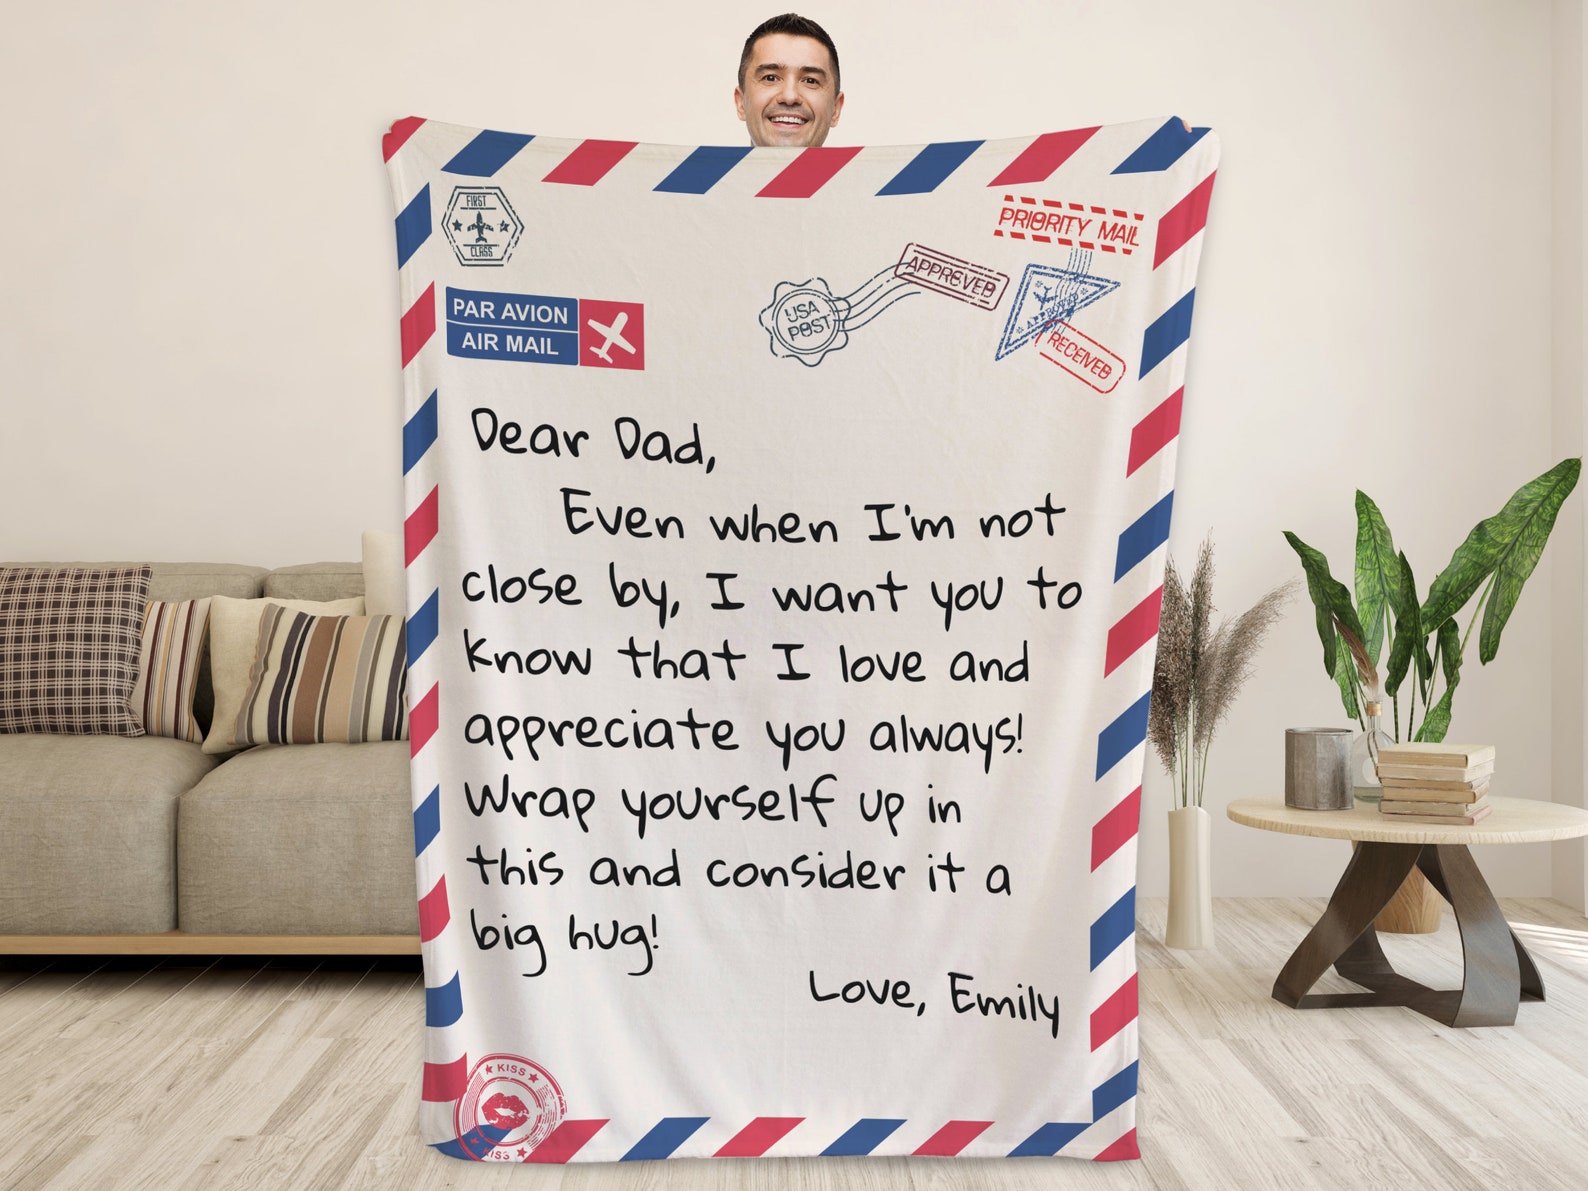 FIRST
CLASS
PRIORITY MAIL
PAR AVION
AIR MAIL
USA
POST
APPROVED
APPROVED
RECEIVED
Dear Dad,
Even when I'm not
close by, I want you to
know that I love and
appreciate you always!
Wrap yourself up in
this and consider it a
big hug!
Love, Emily
KISS
KISS